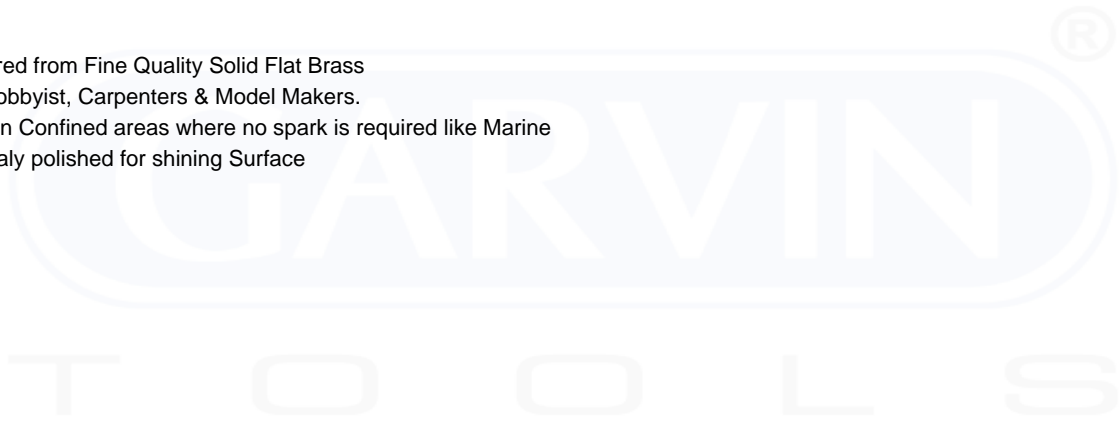 red from Fine Quality Solid Flat Brass
obbyist, Carpenters & Model Makers.
n Confined areas where no spark is required like Marine
aly polished for shining Surface
GARVIN ®
TOOLS